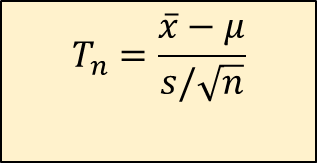 Tₙ = (x̄ − μ) / (s/√n)